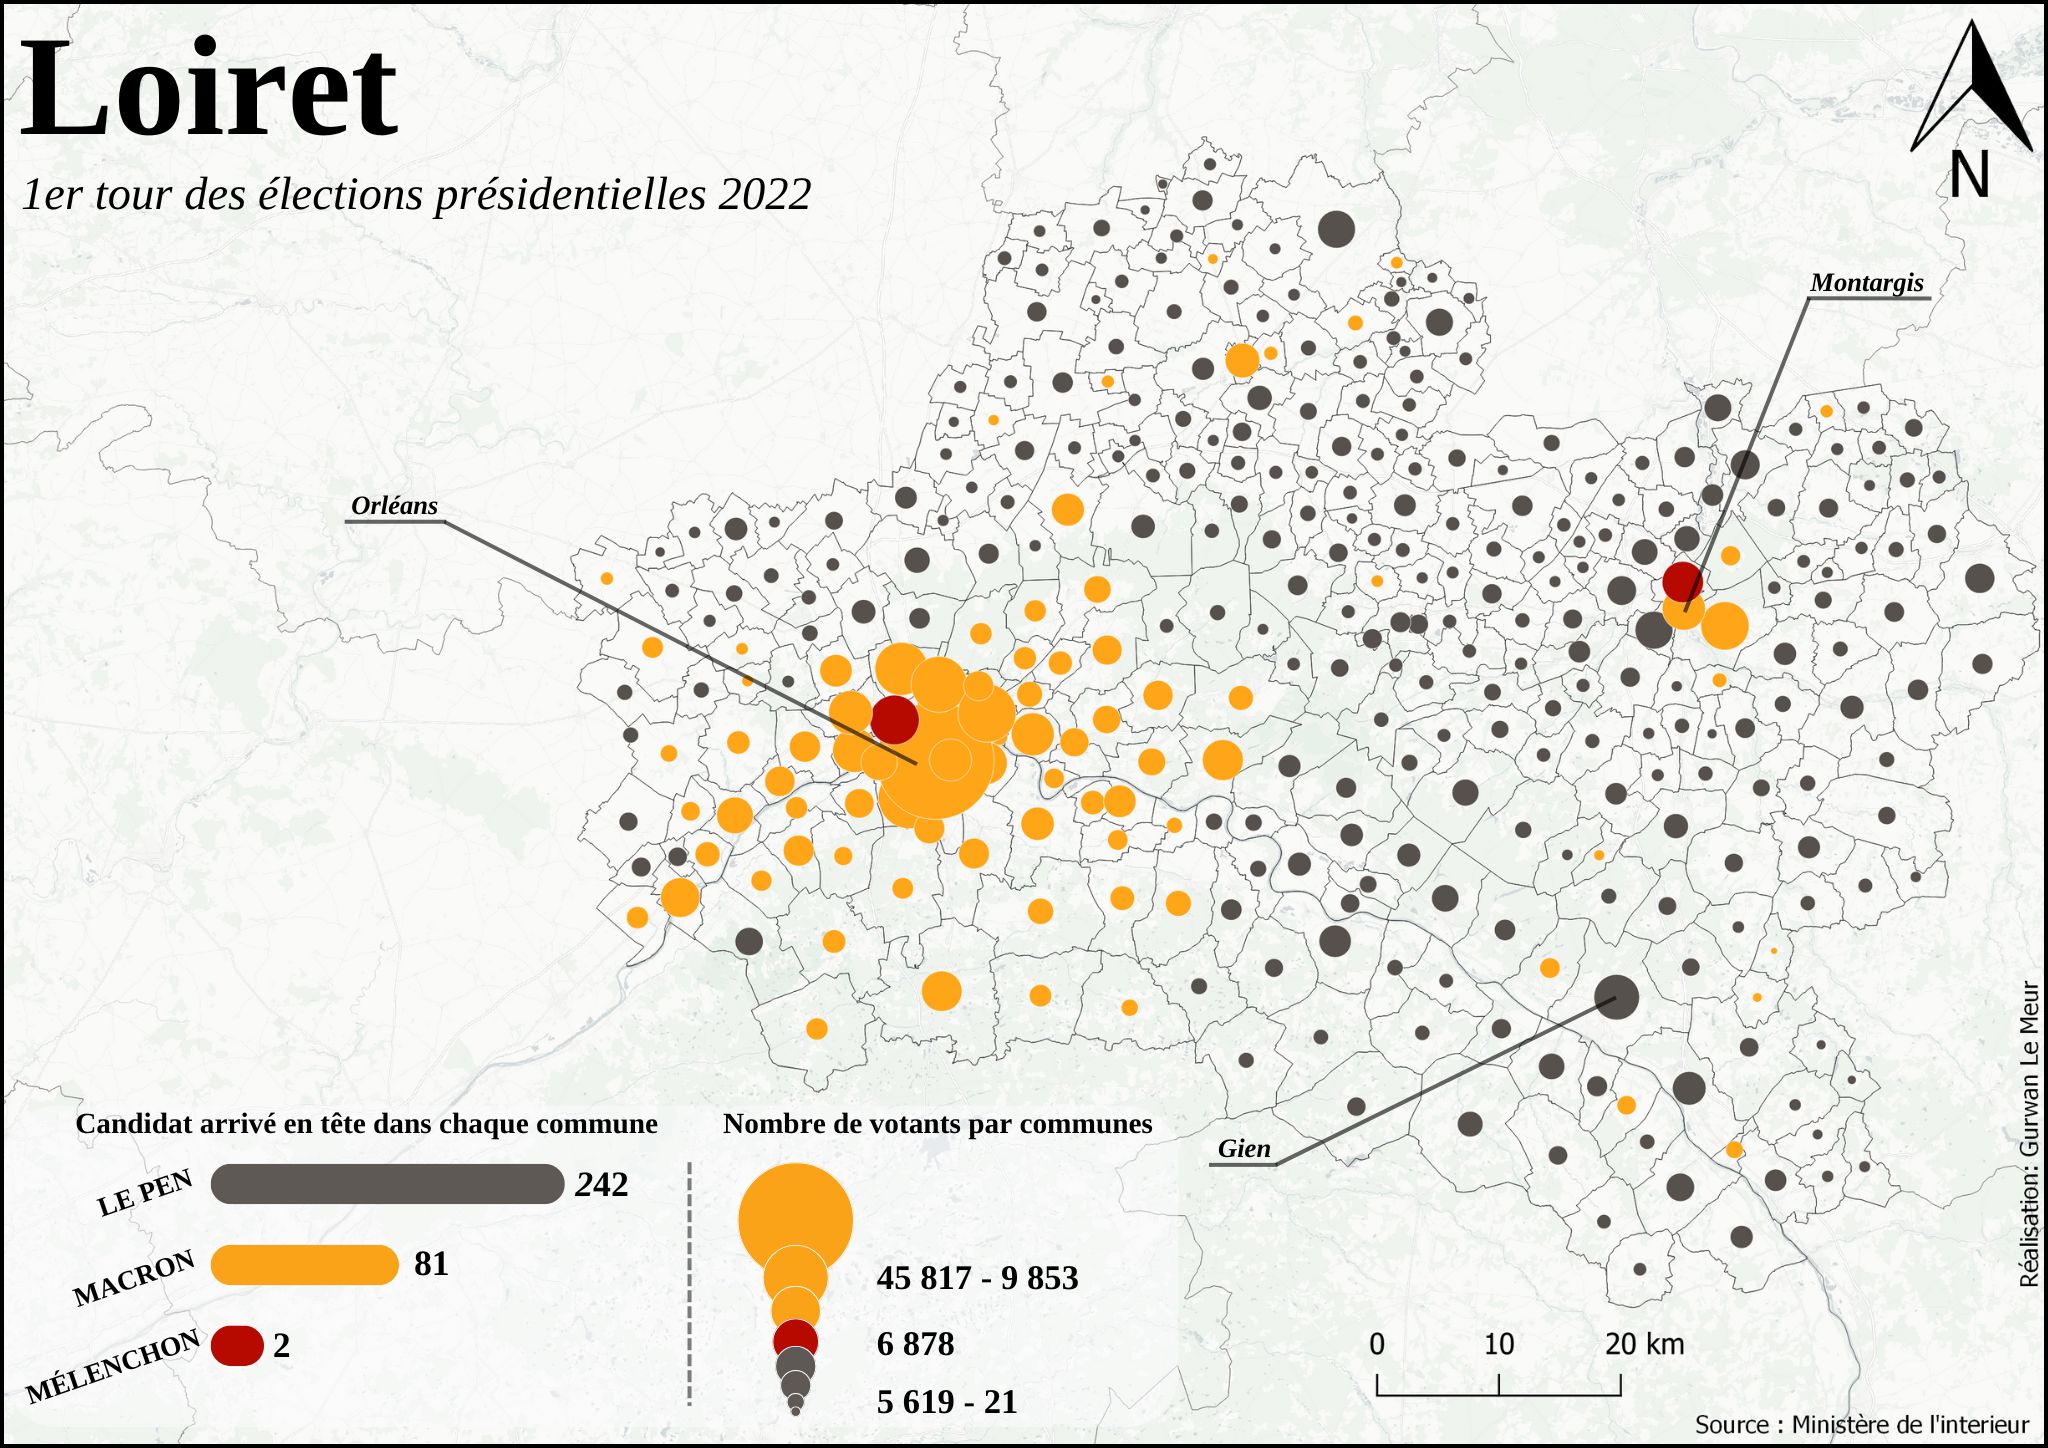 Loiret
1er tour des élections présidentielles 2022
N
Montargis
Orléans
Gien
Candidat arrivé en tête dans chaque commune
LE PEN 242
MACRON 81
MÉLENCHON 2
Nombre de votants par communes
45 817 - 9 853
6 878
5 619 - 21
0 10 20 km
Réalisation: Gurwan Le Meur
Source : Ministère de l'interieur